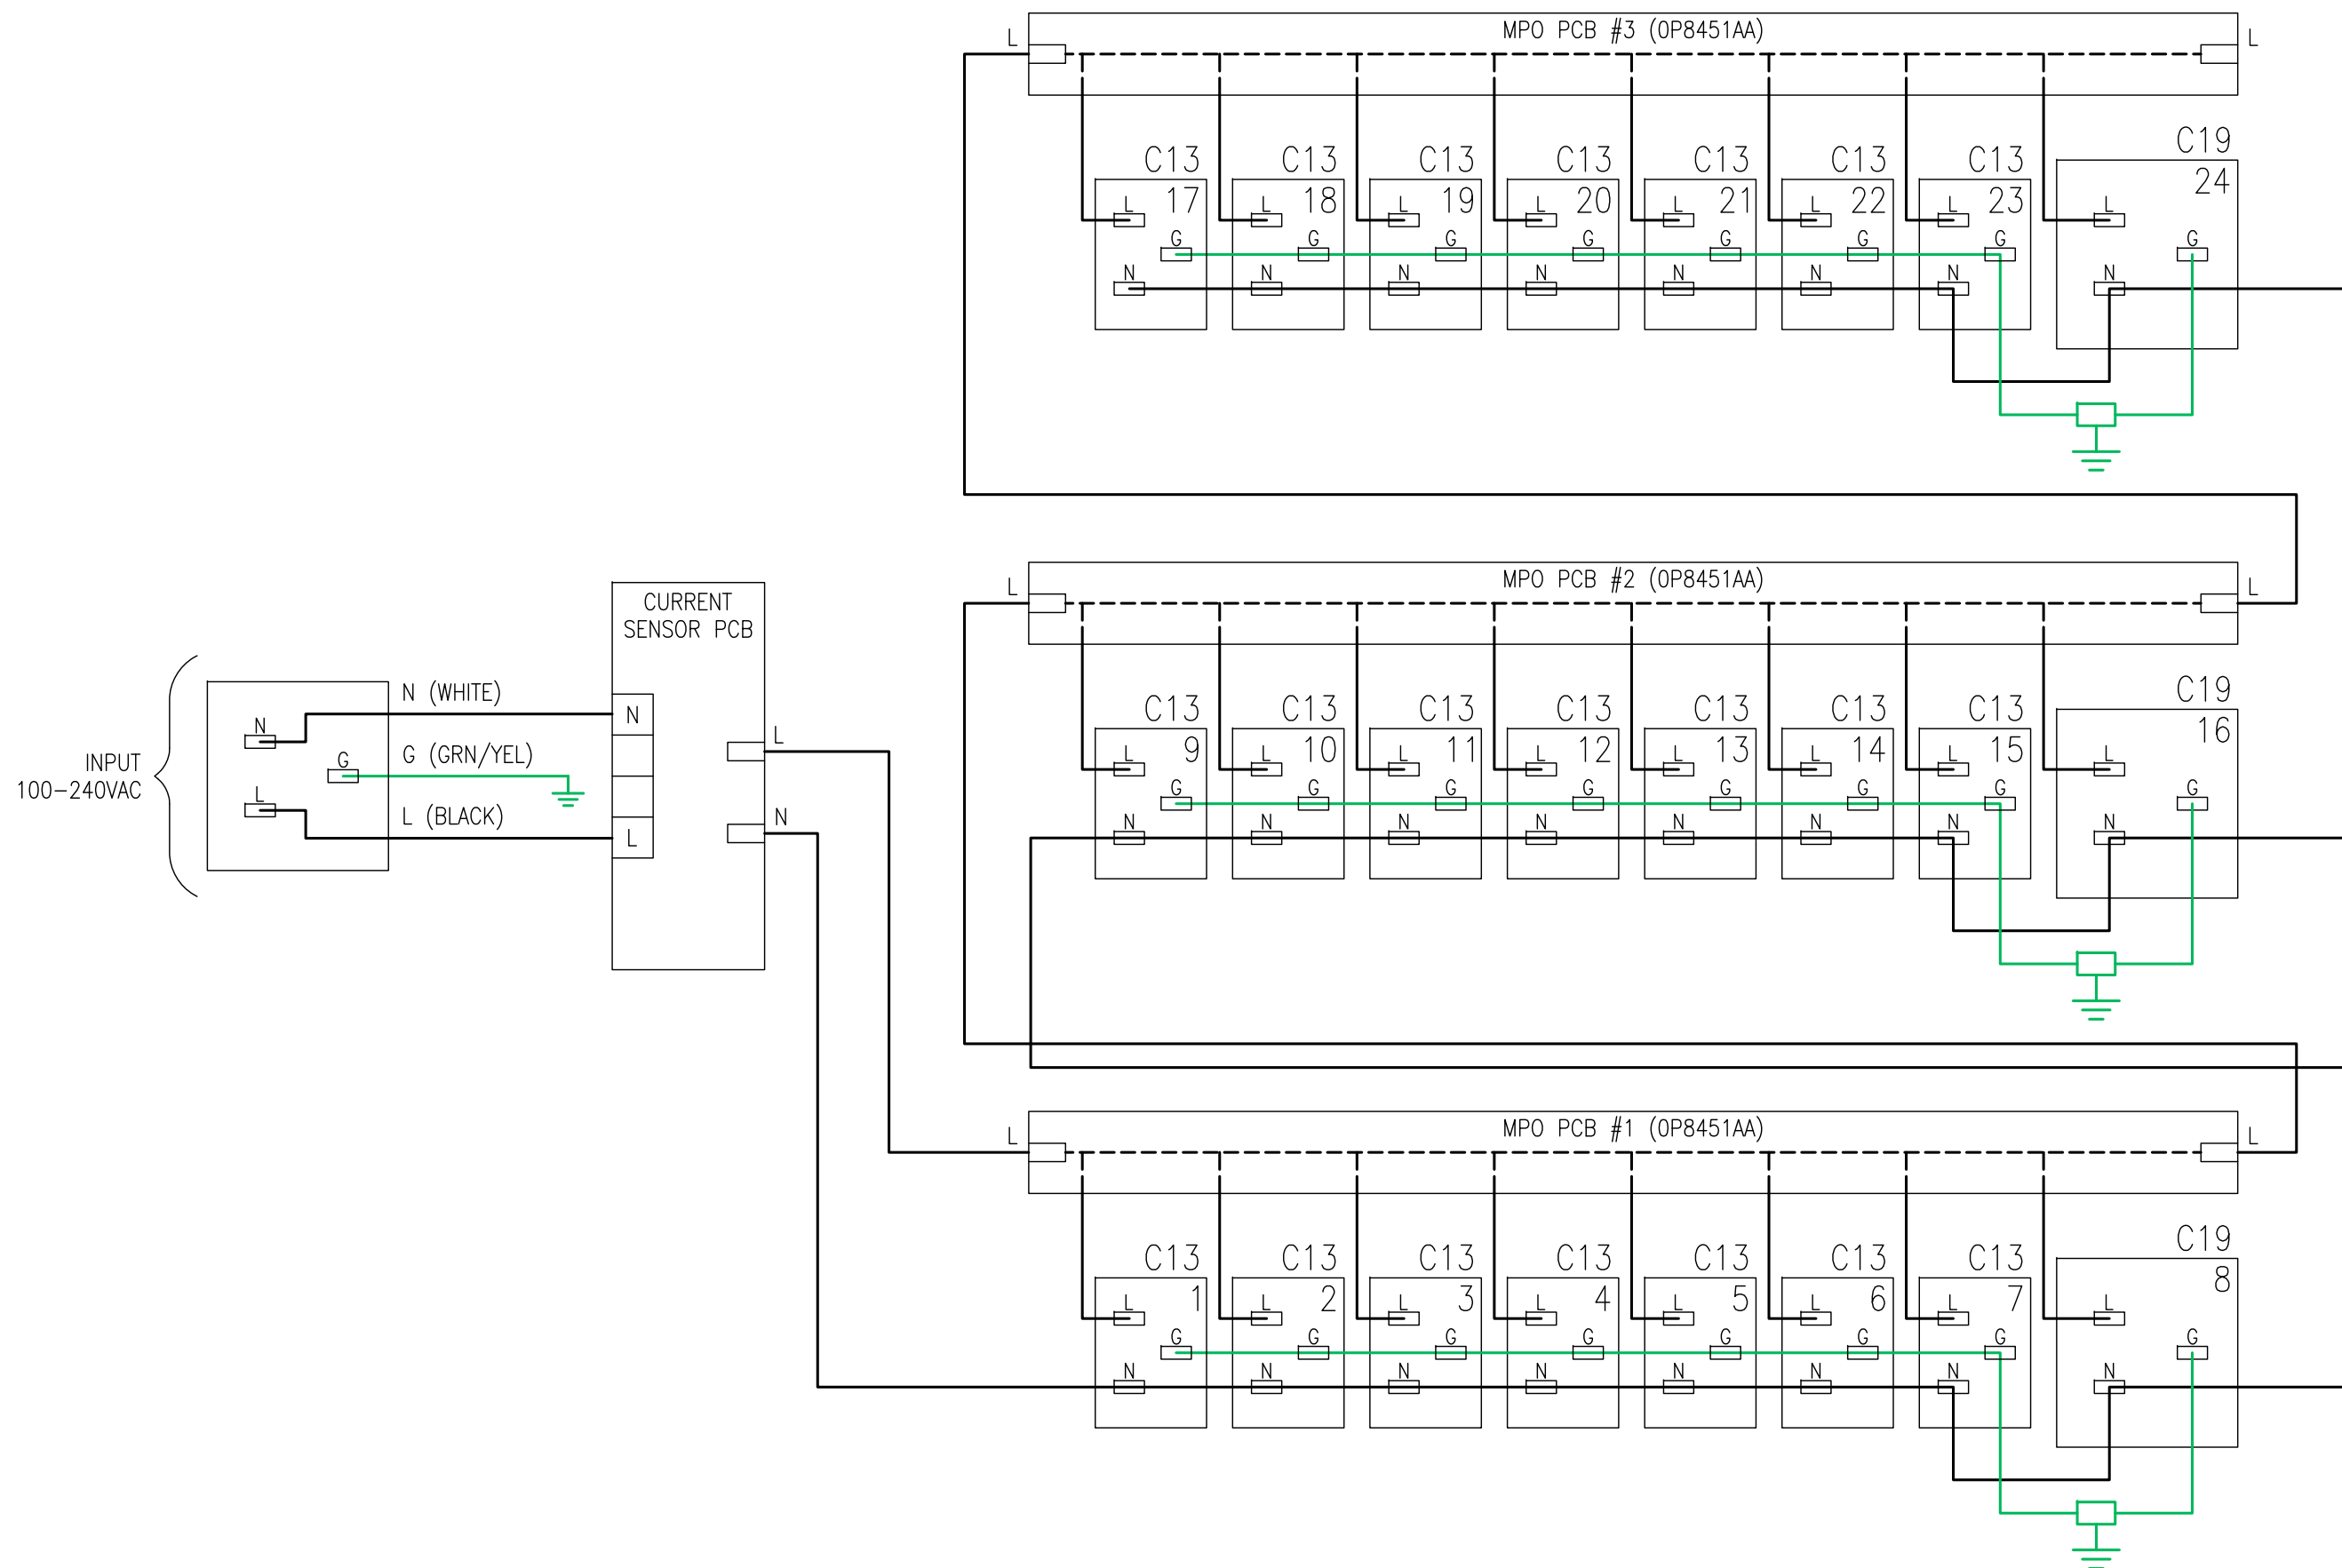 MPO PCB #3 (0P8451AA)
L L
C13 C13 C13 C13 C13 C13 C13 C19
17 18 19 20 21 22 23 24
L L L L L L L L
G G G G G G G G
N N N N N N N N
MPO PCB #2 (0P8451AA)
L L
C13 C13 C13 C13 C13 C13 C13 C19
9 10 11 12 13 14 15 16
L L L L L L L L
G G G G G G G G
N N N N N N N N
INPUT
100-240VAC
N
G
L
N (WHITE)
G (GRN/YEL)
L (BLACK)
CURRENT
SENSOR PCB
N
L
L
N
MPO PCB #1 (0P8451AA)
L L
C13 C13 C13 C13 C13 C13 C13 C19
1 2 3 4 5 6 7 8
L L L L L L L L
G G G G G G G G
N N N N N N N N